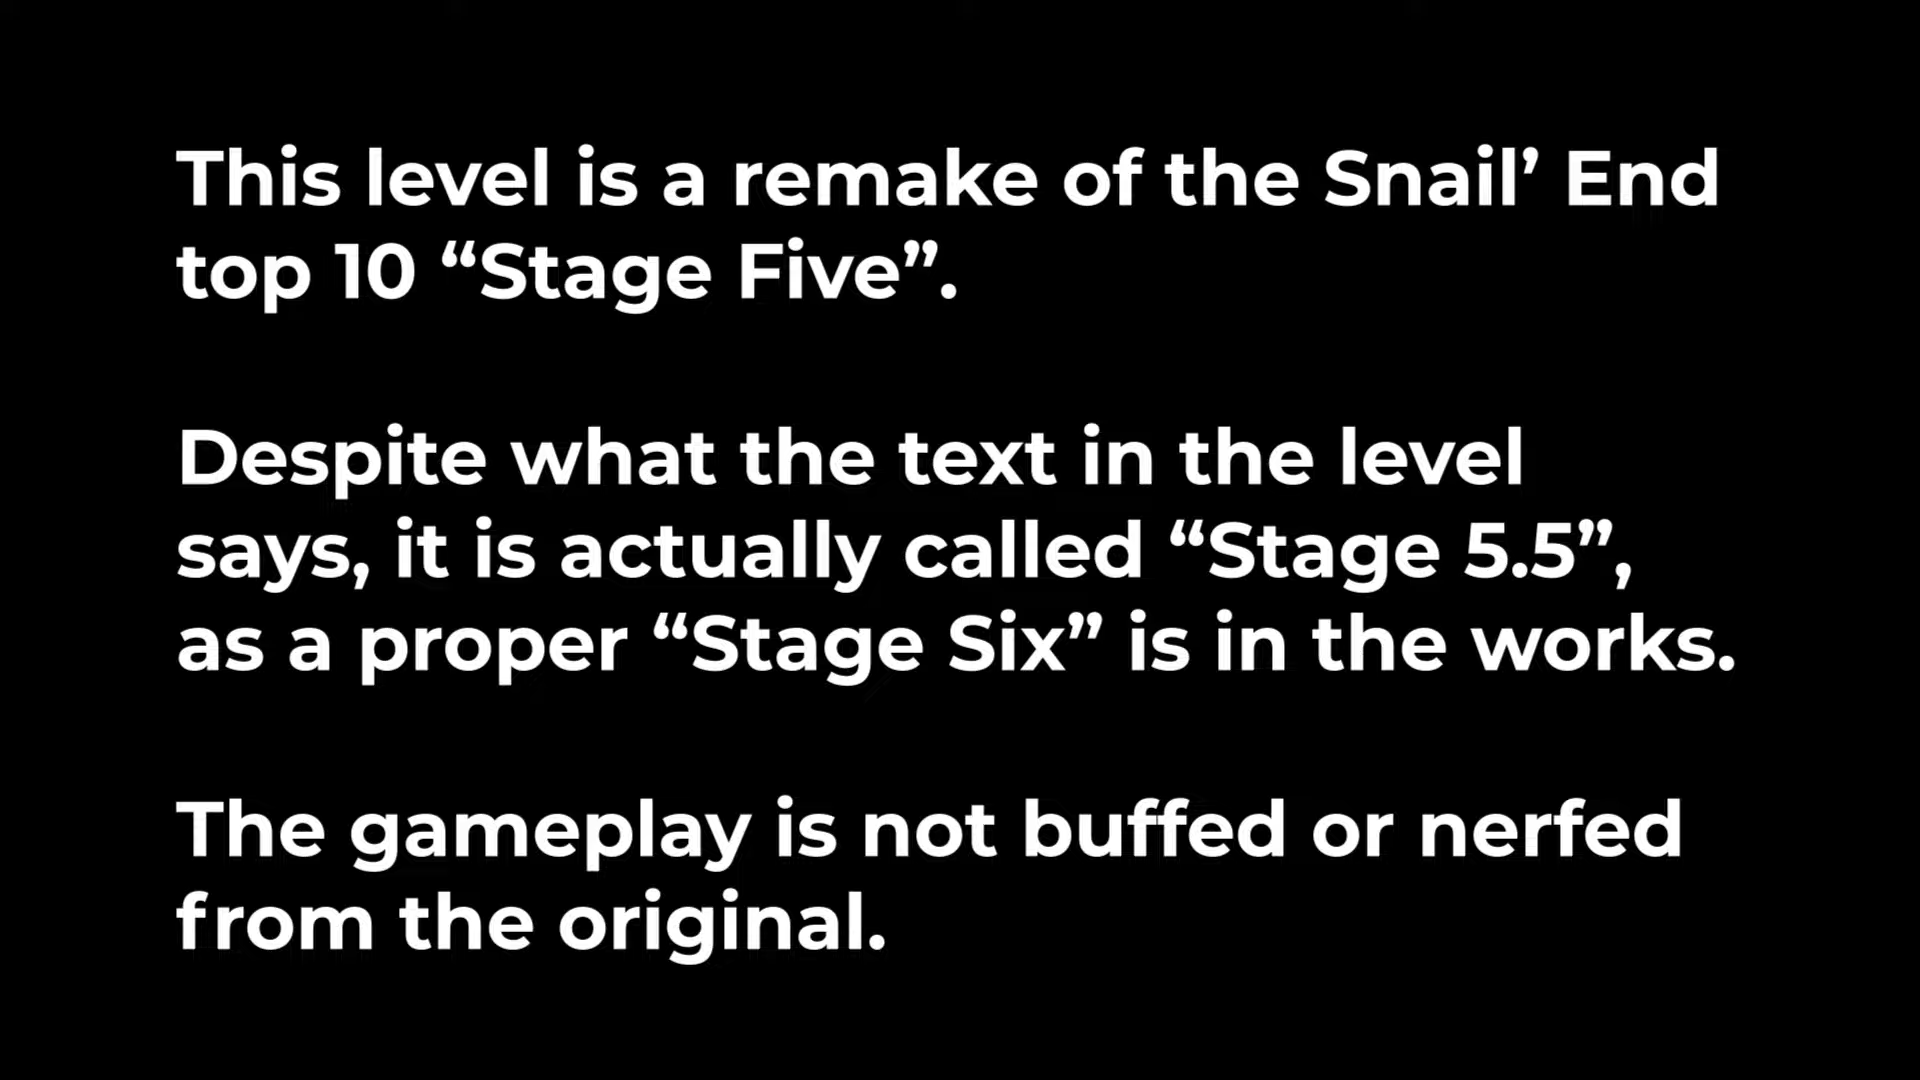 This level is a remake of the Snail’ End
top 10 “Stage Five”.
Despite what the text in the level
says, it is actually called “Stage 5.5”,
as a proper “Stage Six” is in the works.
The gameplay is not buffed or nerfed
from the original.